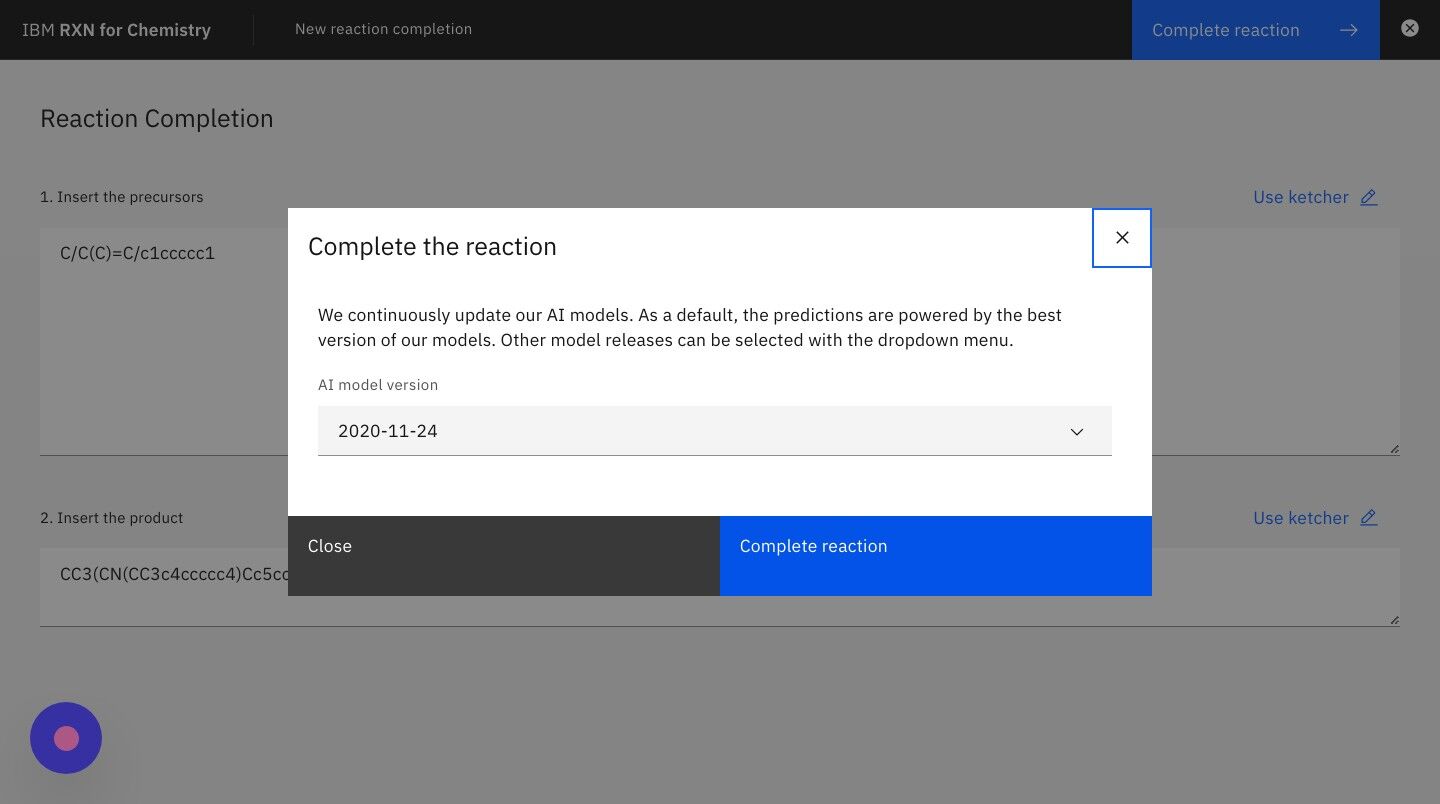 IBM RXN for Chemistry
New reaction completion
Complete reaction
Reaction Completion
1. Insert the precursors
Use ketcher
C/C(C)=C/c1ccccc1
Complete the reaction
We continuously update our AI models. As a default, the predictions are powered by the best
version of our models. Other model releases can be selected with the dropdown menu.
AI model version
2020-11-24
Close
Complete reaction
2. Insert the product
Use ketcher
CC3(CN(CC3c4ccccc4)Cc5cc